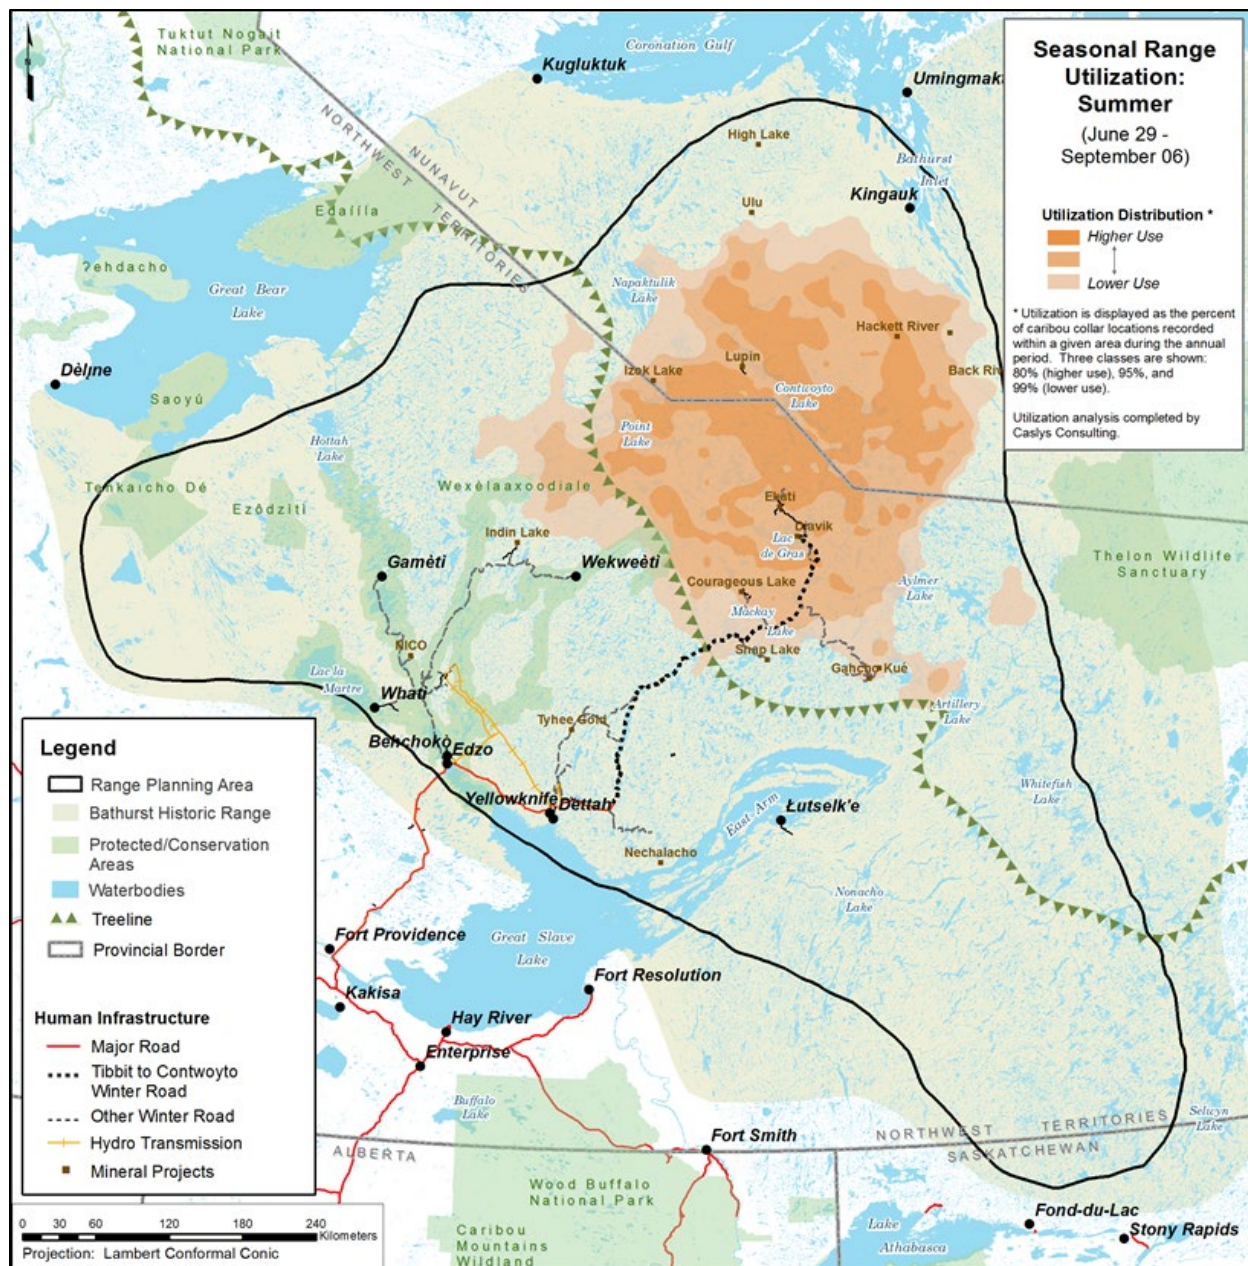 Tuktut Nogait
National Park
Coronation Gulf
Kugluktuk
Umingmakt
Seasonal Range
Utilization:
Summer
(June 29 -
September 06)
Utilization Distribution *
Higher Use
Lower Use
* Utilization is displayed as the percent
of caribou collar locations recorded
within a given area during the annual
period. Three classes are shown:
80% (higher use), 95%, and
99% (lower use).
Utilization analysis completed by
Caslys Consulting.
NUNAVUT
NORTHWEST
TERRITORIES
High Lake
Bathurst
Inlet
Kingauk
Ulu
Edaííla
Ɂehdacho
Great Bear
Lake
Napaktulik
Lake
Hackett River
Lupin
Izok Lake
Back Riv
Contwoyto
Lake
Dèlı̨ne
Saoyú
Point
Lake
Hottah
Lake
Tenkaıcho Dé
Wexèlaaxoodiale
Ezǫ̀dzìtì
Ekati
Diavik
Lac
de Gras
Indin Lake
Gamètì
Wekweètì
Courageous Lake
Aylmer
Lake
Thelon Wildlife
Sanctuary
Mackay
Lake
NICO
Snap Lake
Gahcho Kué
Lac la
Martre
Whatì
Artillery
Lake
Tyhee Gold
Behchokò
Edzo
Whitefish
Lake
Yellowknife
Dettah
East Arm
Łutselk'e
Nechalacho
Nonacho
Lake
Great Slave
Lake
Fort Providence
Fort Resolution
Kakisa
Hay River
Enterprise
Buffalo
Lake
Fort Smith
ALBERTA
NORTHWEST TERRITORIES
SASKATCHEWAN
Selwyn
Lake
Wood Buffalo
National Park
Caribou
Mountains
Wildland
Lake
Athabasca
Fond-du-Lac
Stony Rapids
Legend
Range Planning Area
Bathurst Historic Range
Protected/Conservation
Areas
Waterbodies
Treeline
Provincial Border
Human Infrastructure
Major Road
Tibbit to Contwoyto
Winter Road
Other Winter Road
Hydro Transmission
Mineral Projects
0 30 60 120 180 240
Kilometers
Projection: Lambert Conformal Conic